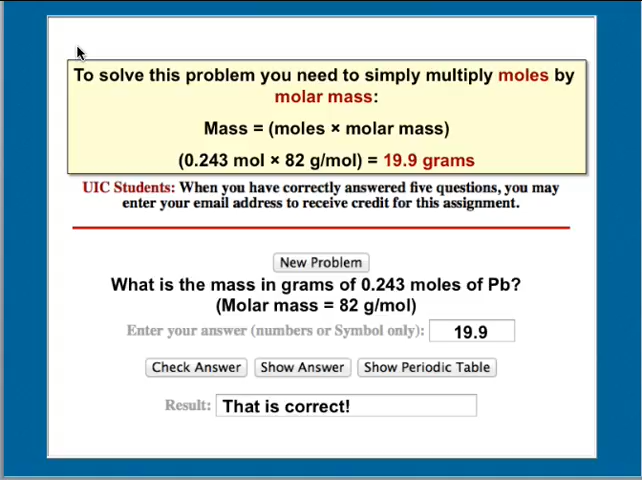 To solve this problem you need to simply multiply moles by
molar mass:
Mass = (moles × molar mass)
(0.243 mol × 82 g/mol) = 19.9 grams
UIC Students: When you have correctly answered five questions, you may
enter your email address to receive credit for this assignment.
New Problem
What is the mass in grams of 0.243 moles of Pb?
(Molar mass = 82 g/mol)
Enter your answer (numbers or Symbol only): 19.9
Check Answer Show Answer Show Periodic Table
Result: That is correct!